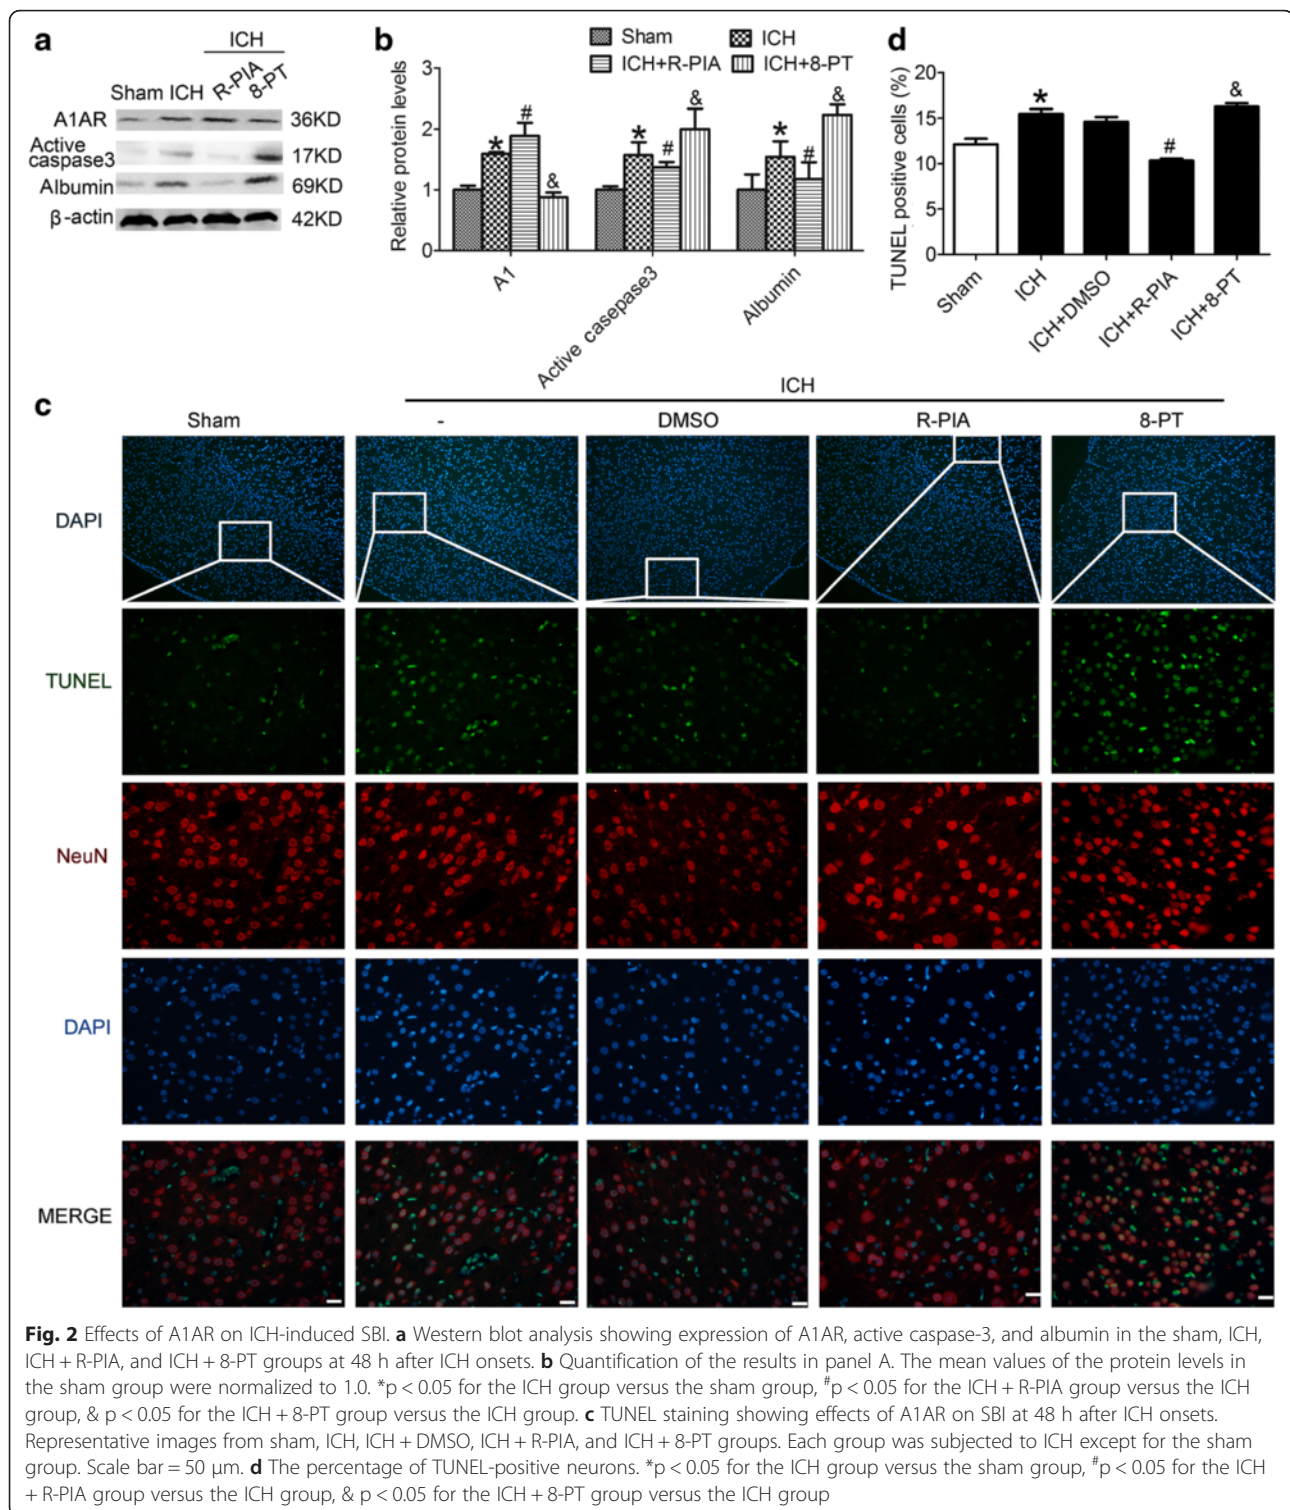 a
ICH
Sham ICH R-PIA 8-PT
A1AR 36KD
Active
caspase3 17KD
Albumin 69KD
β-actin 42KD
b
Sham ICH
ICH+R-PIA ICH+8-PT
Relative protein levels
3
2
1
0
* # &
* # &
* # &
A1
Active casepase3
Albumin
d
TUNEL positive cells (%)
20
15
10
5
0
* # &
Sham
ICH
ICH+DMSO
ICH+R-PIA
ICH+8-PT
c
ICH
Sham - DMSO R-PIA 8-PT
DAPI
TUNEL
NeuN
DAPI
MERGE
Fig. 2 Effects of A1AR on ICH-induced SBI. a Western blot analysis showing expression of A1AR, active caspase-3, and albumin in the sham, ICH,
ICH + R-PIA, and ICH + 8-PT groups at 48 h after ICH onsets. b Quantification of the results in panel A. The mean values of the protein levels in
the sham group were normalized to 1.0. *p < 0.05 for the ICH group versus the sham group, #p < 0.05 for the ICH + R-PIA group versus the ICH
group, & p < 0.05 for the ICH + 8-PT group versus the ICH group. c TUNEL staining showing effects of A1AR on SBI at 48 h after ICH onsets.
Representative images from sham, ICH, ICH + DMSO, ICH + R-PIA, and ICH + 8-PT groups. Each group was subjected to ICH except for the sham
group. Scale bar = 50 μm. d The percentage of TUNEL-positive neurons. *p < 0.05 for the ICH group versus the sham group, #p < 0.05 for the ICH
+ R-PIA group versus the ICH group, & p < 0.05 for the ICH + 8-PT group versus the ICH group